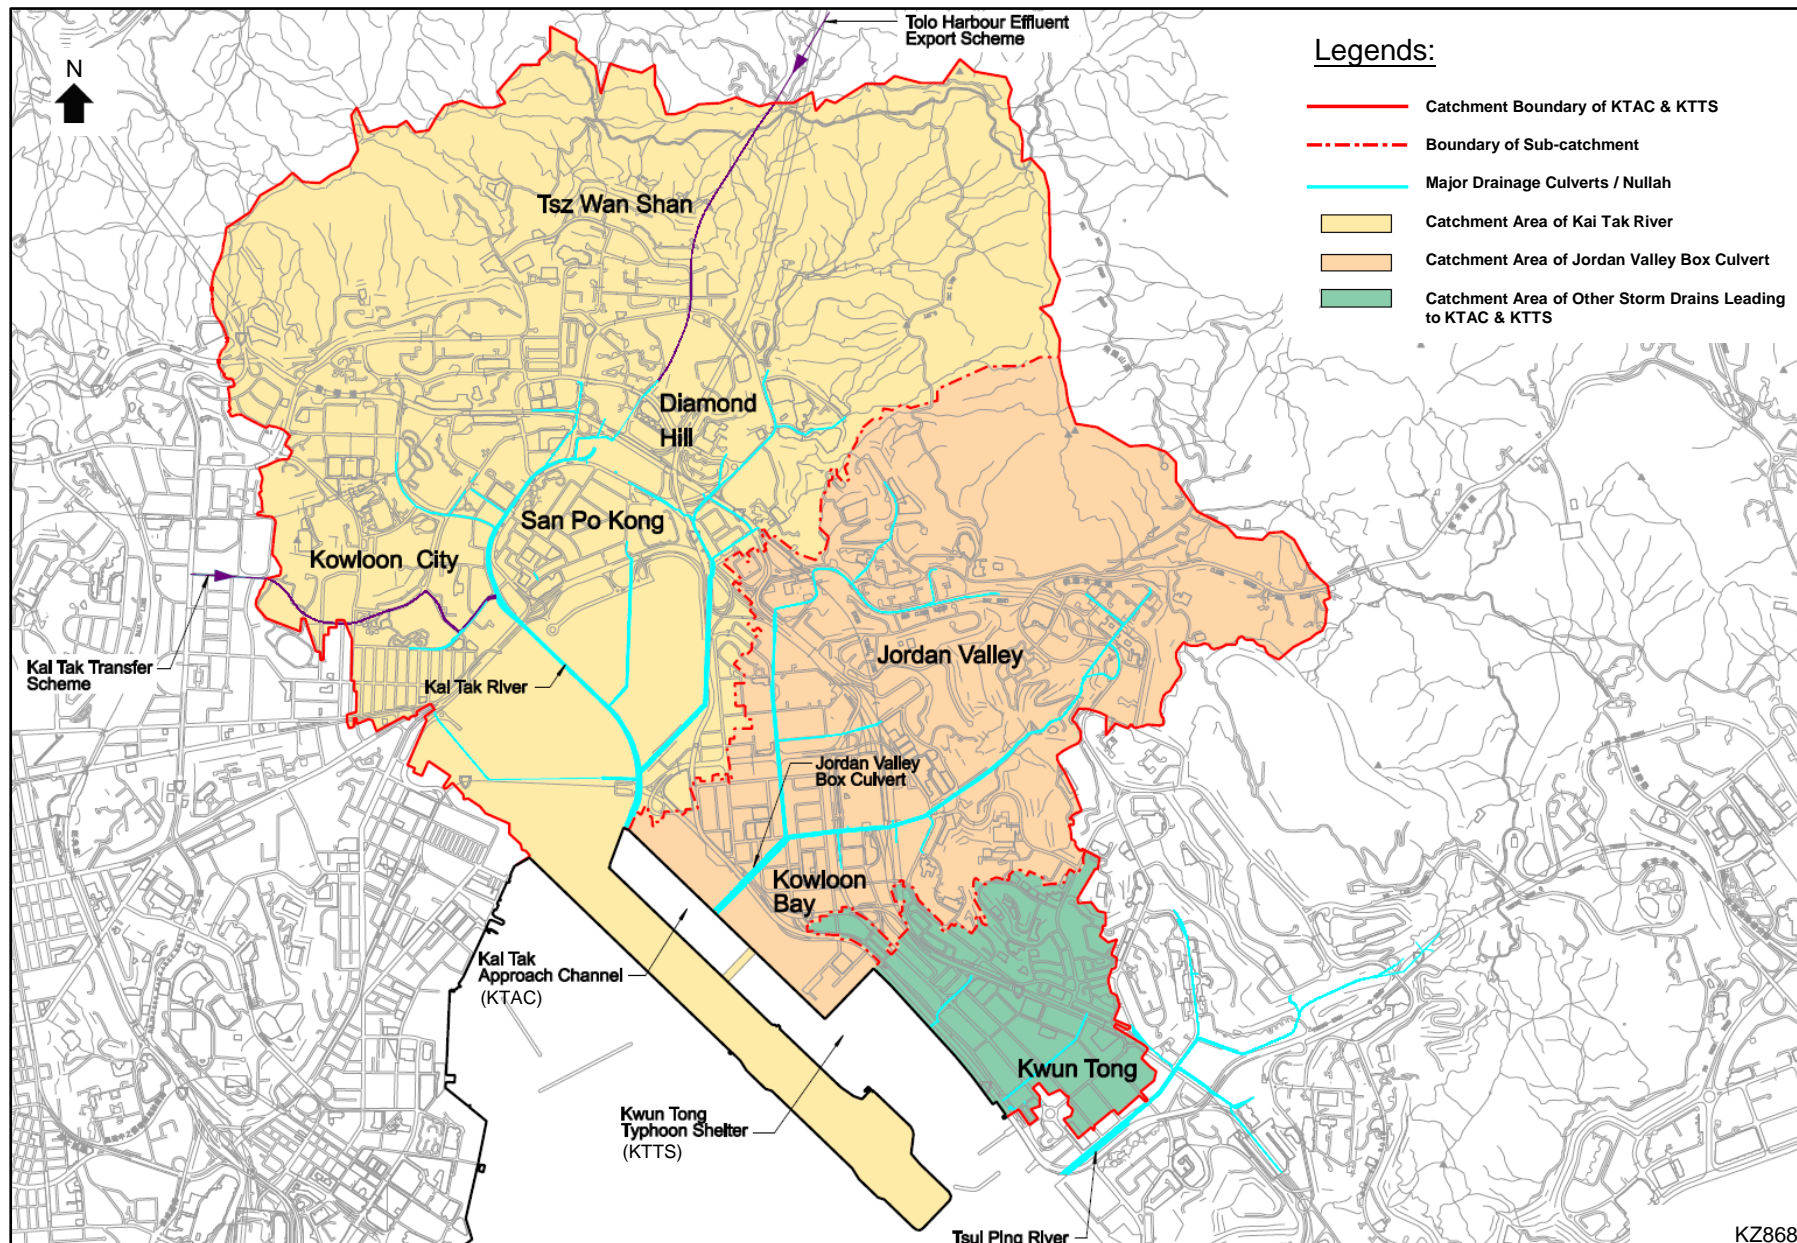 Tolo Harbour Effluent
Export Scheme
Legends:
N
Catchment Boundary of KTAC & KTTS
Boundary of Sub-catchment
Major Drainage Culverts / Nullah
Catchment Area of Kai Tak River
Catchment Area of Jordan Valley Box Culvert
Catchment Area of Other Storm Drains Leading
to KTAC & KTTS
Tsz Wan Shan
Diamond
Hill
San Po Kong
Kowloon City
Kai Tak Transfer
Scheme
Kai Tak River
Jordan Valley
Jordan Valley
Box Culvert
Kowloon
Bay
Kai Tak
Approach Channel
(KTAC)
Kwun Tong
Kwun Tong
Typhoon Shelter
(KTTS)
Tsui Ping River
KZ868